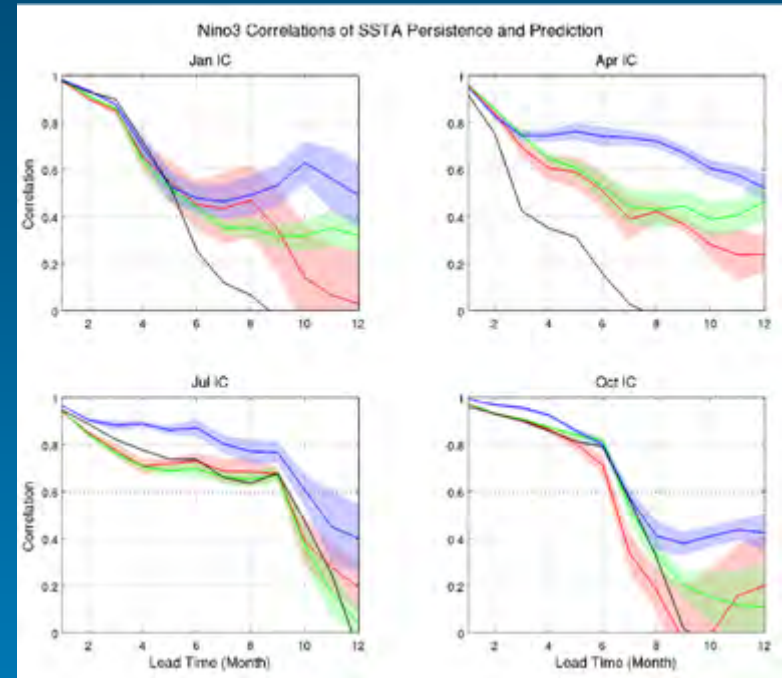 Nino3 Correlations of SSTA Persistence and Prediction
Jan IC
Apr IC
Correlation
1
0.8
0.6
0.4
0.2
0
2 4 6 8 10 12
1
0.8
0.6
0.4
0.2
0
2 4 6 8 10 12
Jul IC
Oct IC
Correlation
1
0.8
0.6
0.4
0.2
0
2 4 6 8 10 12
Lead Time (Month)
1
0.8
0.6
0.4
0.2
0
2 4 6 8 10 12
Lead Time (Month)